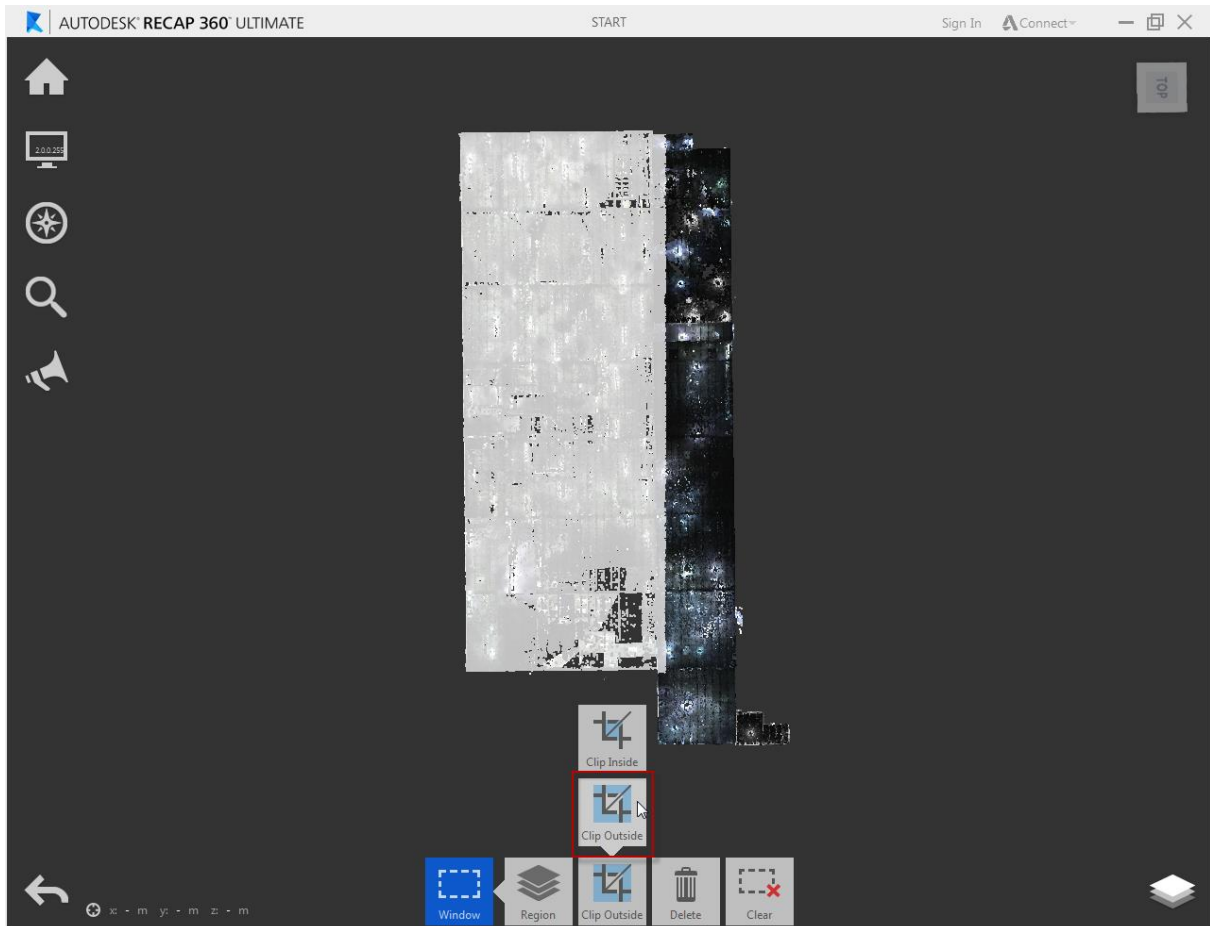 AUTODESK® RECAP 360™ ULTIMATE
START
Sign In
Connect
TOP
2.0.0.255
Clip Inside
Clip Outside
Window
Region
Clip Outside
Delete
Clear
x: - m y: - m z: - m